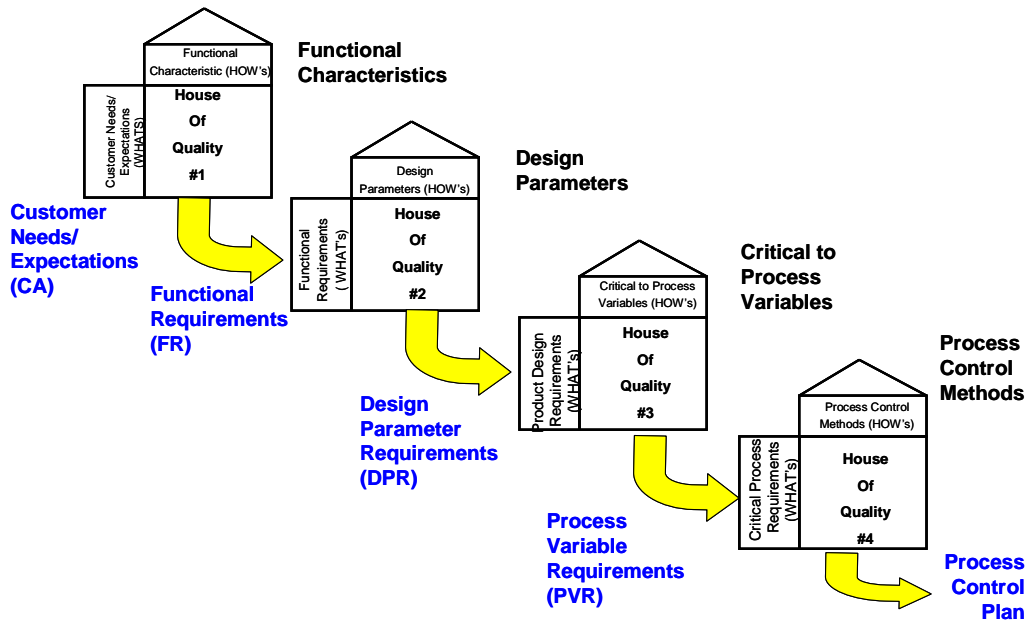 Functional
Characteristic (HOW's)
Functional
Characteristics
Customer Needs/
Expectations
(WHATS)
House
Of
Quality
#1
Customer
Needs/
Expectations
(CA)
Design
Parameters (HOW's)
Design
Parameters
Functional
Requirements
( WHAT's)
House
Of
Quality
#2
Functional
Requirements
(FR)
Critical to Process
Variables (HOW's)
Critical to
Process
Variables
Product Design
Requirements
(WHAT's)
House
Of
Quality
#3
Design
Parameter
Requirements
(DPR)
Process Control
Methods (HOW's)
Process
Control
Methods
Critical Process
Requirements
(WHAT's)
House
Of
Quality
#4
Process
Variable
Requirements
(PVR)
Process
Control
Plan